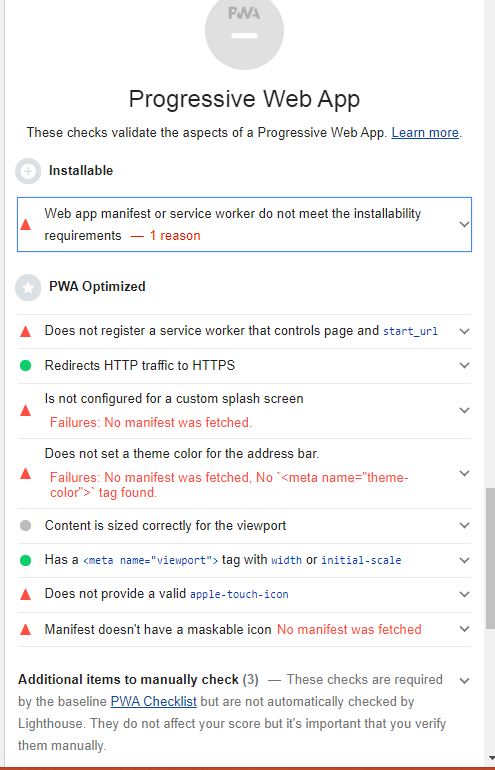 PWA
Progressive Web App
These checks validate the aspects of a Progressive Web App. Learn more.
Installable
Web app manifest or service worker do not meet the installability
requirements — 1 reason
PWA Optimized
Does not register a service worker that controls page and start_url
Redirects HTTP traffic to HTTPS
Is not configured for a custom splash screen
Failures: No manifest was fetched.
Does not set a theme color for the address bar.
Failures: No manifest was fetched, No `<meta name="theme-
color">` tag found.
Content is sized correctly for the viewport
Has a <meta name="viewport"> tag with width or initial-scale
Does not provide a valid apple-touch-icon
Manifest doesn't have a maskable icon No manifest was fetched
Additional items to manually check (3) — These checks are required
by the baseline PWA Checklist but are not automatically checked by
Lighthouse. They do not affect your score but it's important that you verify
them manually.